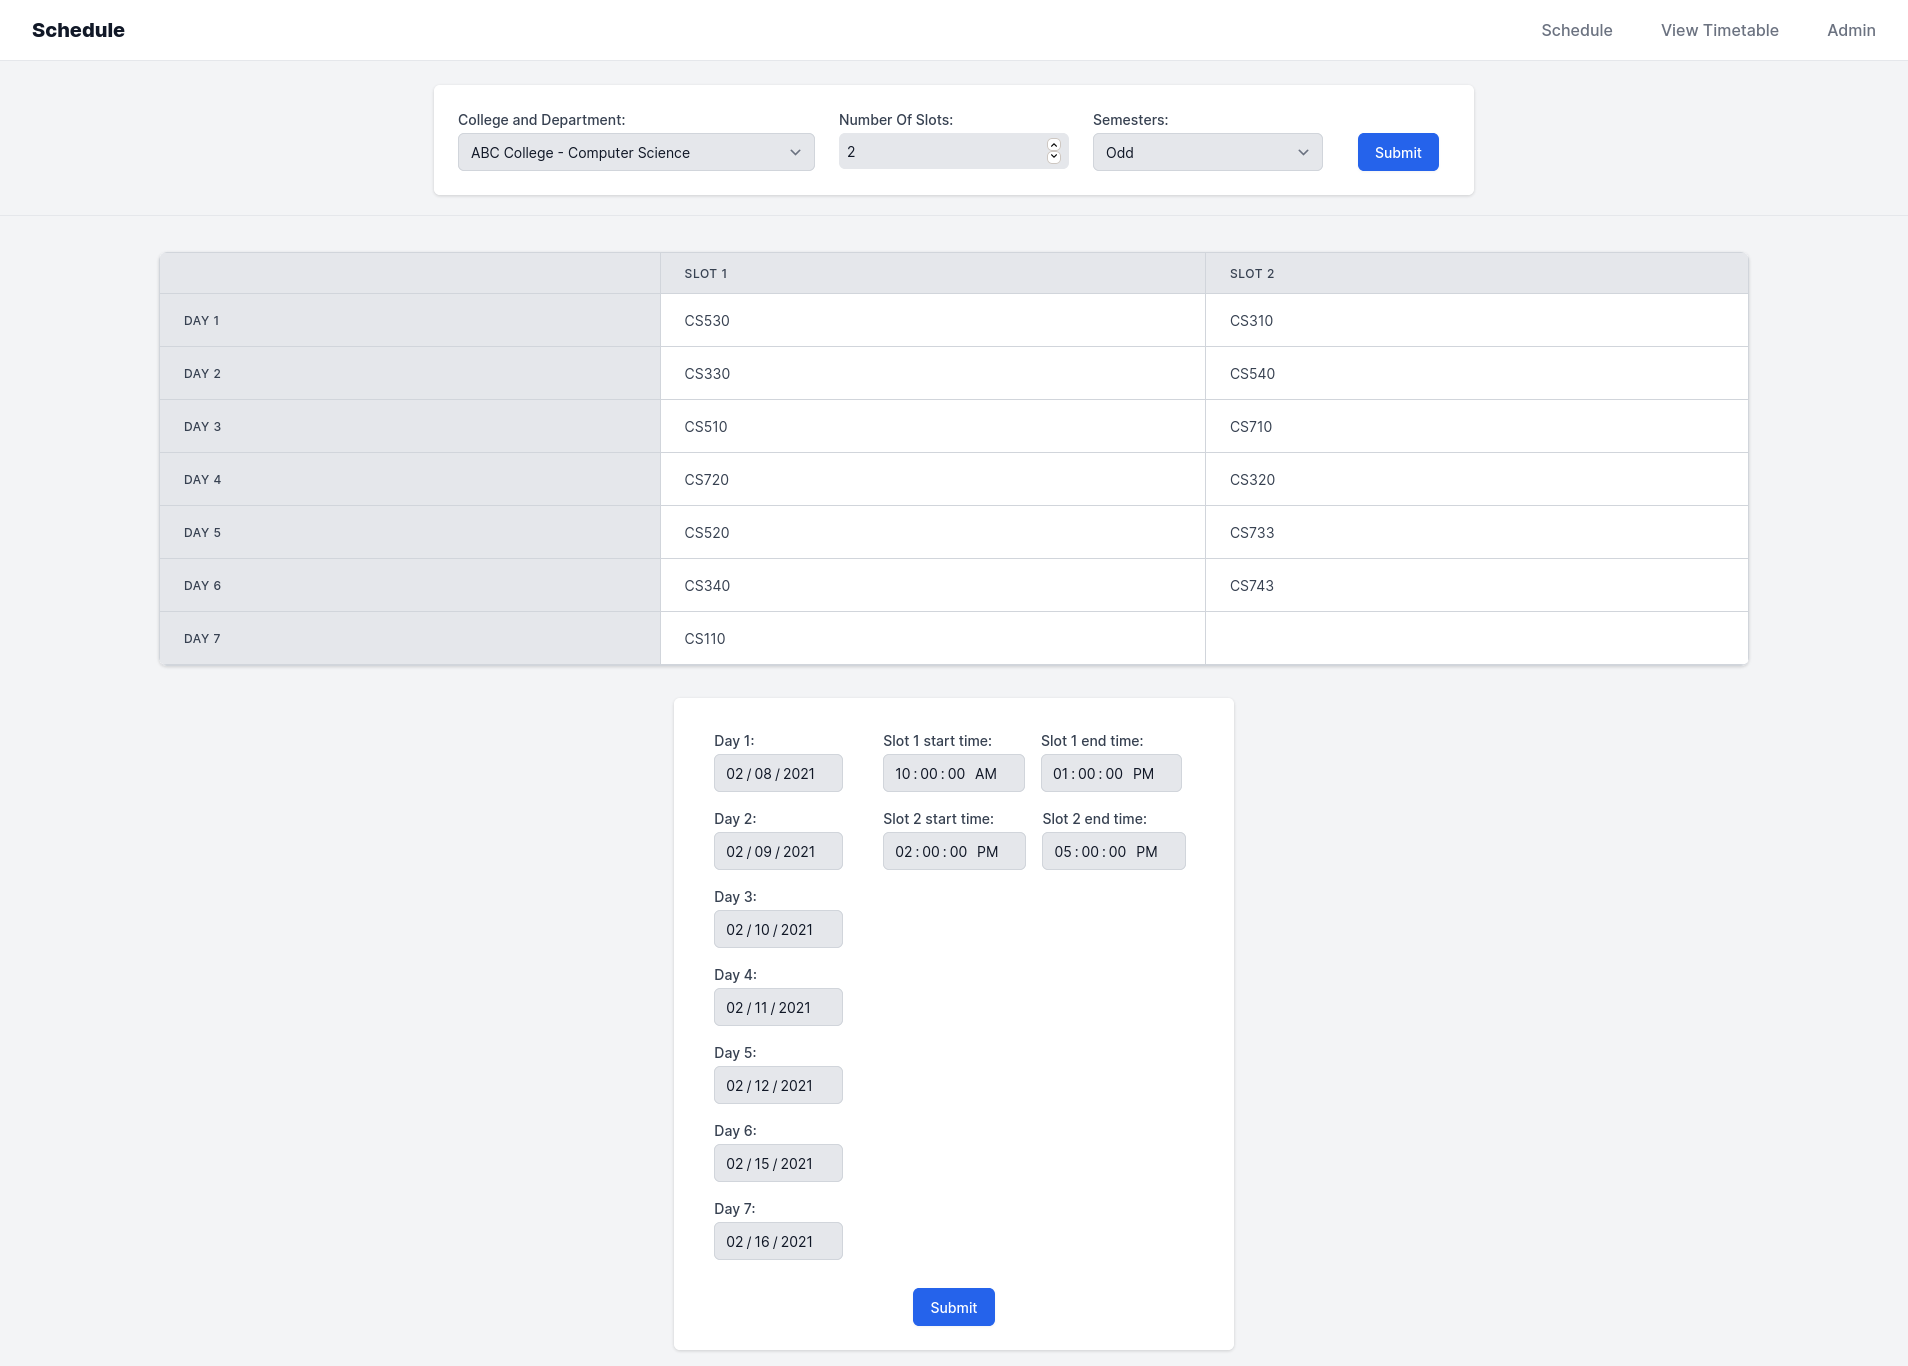 Schedule Schedule View Timetable Admin
College and Department: Number Of Slots: Semesters:
ABC College - Computer Science 2 Odd Submit
SLOT 1 SLOT 2
DAY 1 CS530 CS310
DAY 2 CS330 CS540
DAY 3 CS510 CS710
DAY 4 CS720 CS320
DAY 5 CS520 CS733
DAY 6 CS340 CS743
DAY 7 CS110
Day 1: Slot 1 start time: Slot 1 end time:
02/08/2021 10:00:00 AM 01:00:00 PM
Day 2: Slot 2 start time: Slot 2 end time:
02/09/2021 02:00:00 PM 05:00:00 PM
Day 3:
02/10/2021
Day 4:
02/11/2021
Day 5:
02/12/2021
Day 6:
02/15/2021
Day 7:
02/16/2021
Submit